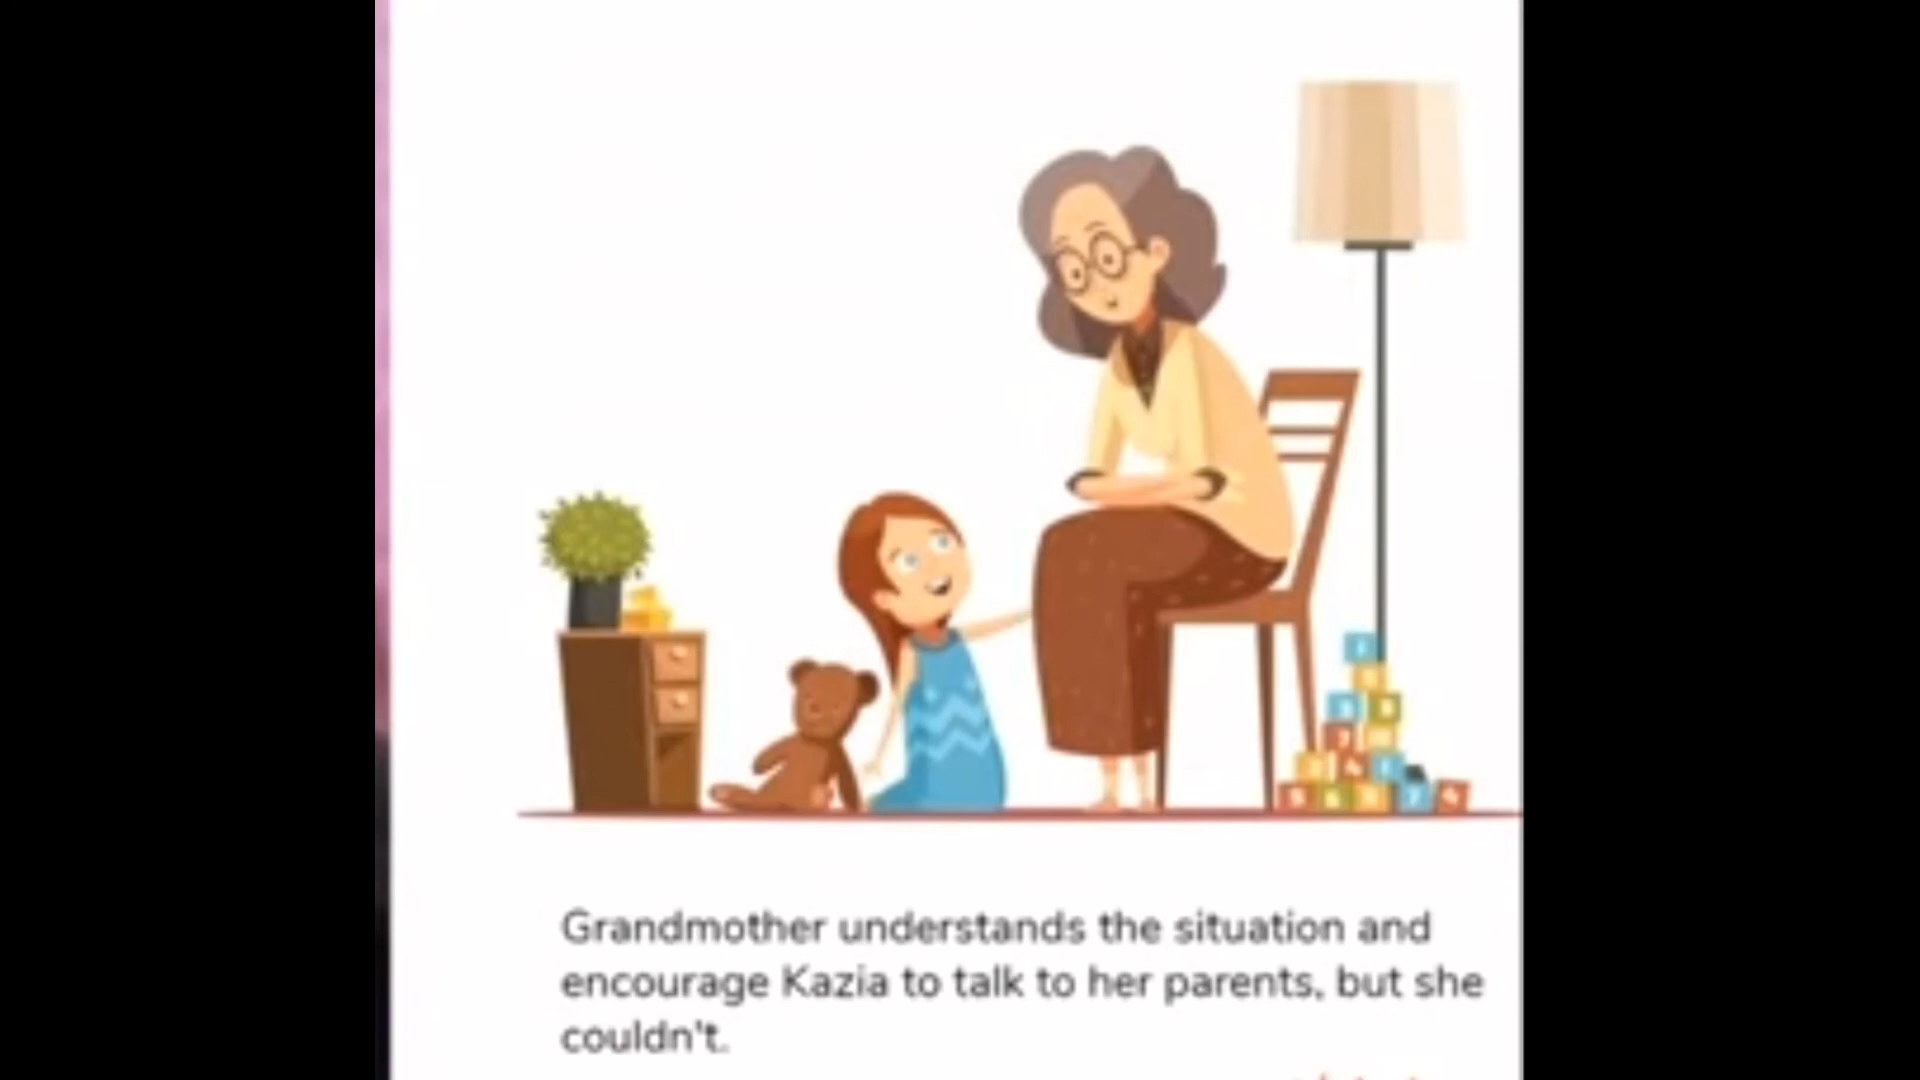 Grandmother understands the situation and
encourage Kazia to talk to her parents, but she
couldn't.